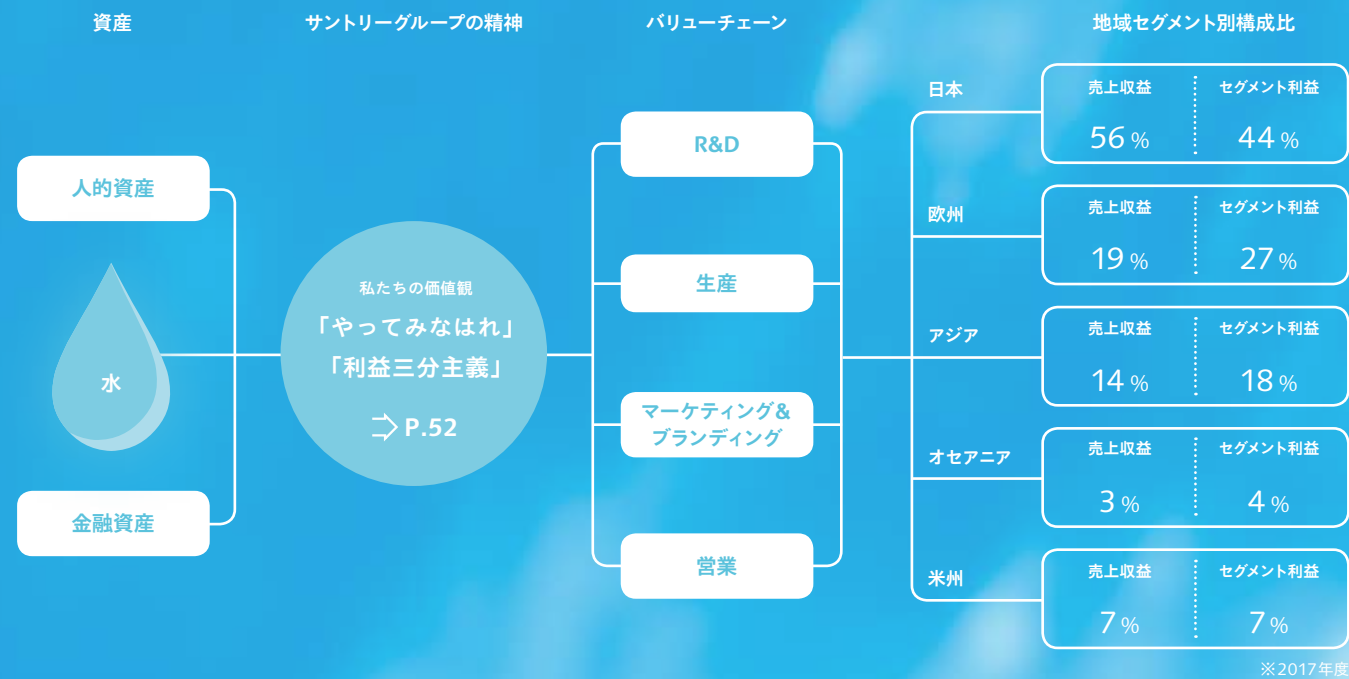 資産
サントリーグループの精神
バリューチェーン
地域セグメント別構成比
人的資産
水
金融資産
私たちの価値観
「やってみなはれ」
「利益三分主義」
⇨ P.52
R&D
生産
マーケティング&
ブランディング
営業
日本
売上収益 セグメント利益
56 % 44 %
欧州
売上収益 セグメント利益
19 % 27 %
アジア
売上収益 セグメント利益
14 % 18 %
オセアニア
売上収益 セグメント利益
3 % 4 %
米州
売上収益 セグメント利益
7 % 7 %
※2017年度